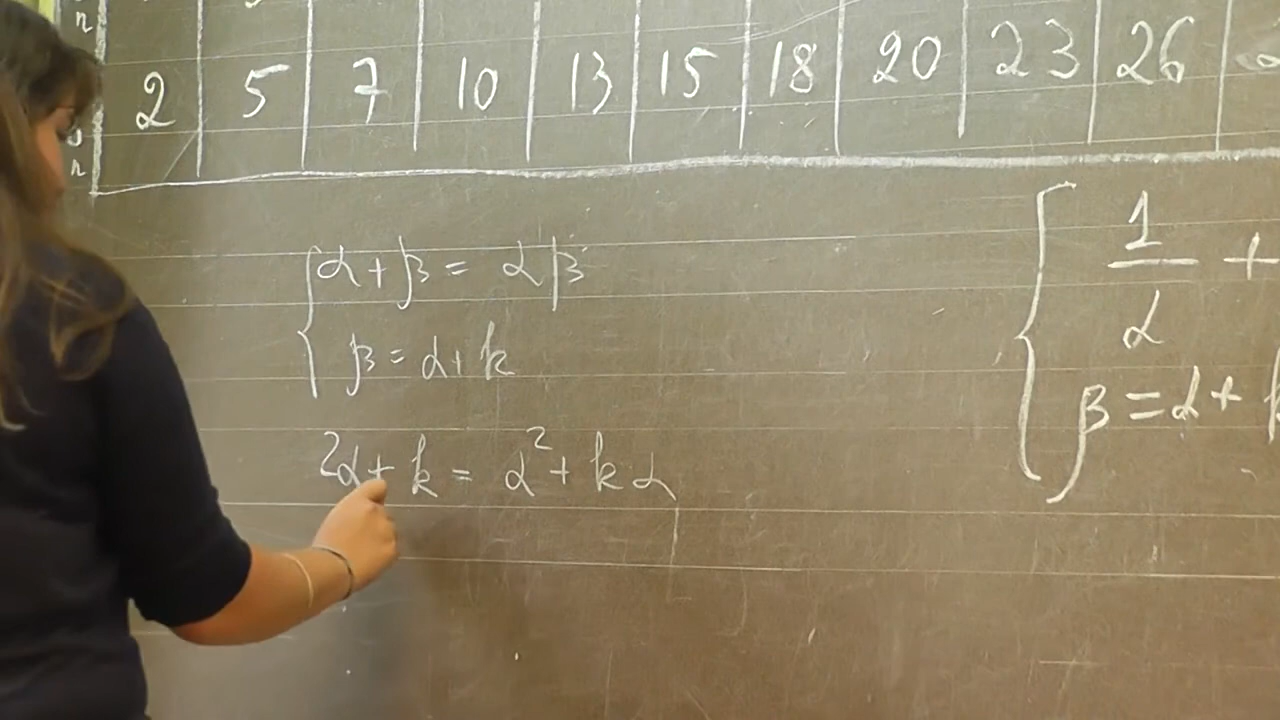 n
2 5 7 10 13 15 18 20 23 26
n
α+β = αβ
β = α+k
2α+k = α²+kα
1/α +
β=α+